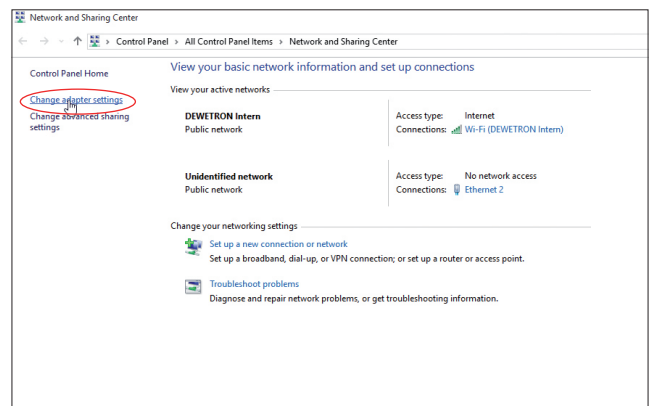 Network and Sharing Center
Control Panel > All Control Panel Items > Network and Sharing Center
Control Panel Home
Change adapter settings
Change advanced sharing
settings
View your basic network information and set up connections
View your active networks
DEWETRON Intern
Public network
Access type: Internet
Connections: Wi-Fi (DEWETRON Intern)
Unidentified network
Public network
Access type: No network access
Connections: Ethernet 2
Change your networking settings
Set up a new connection or network
Set up a broadband, dial-up, or VPN connection; or set up a router or access point.
Troubleshoot problems
Diagnose and repair network problems, or get troubleshooting information.